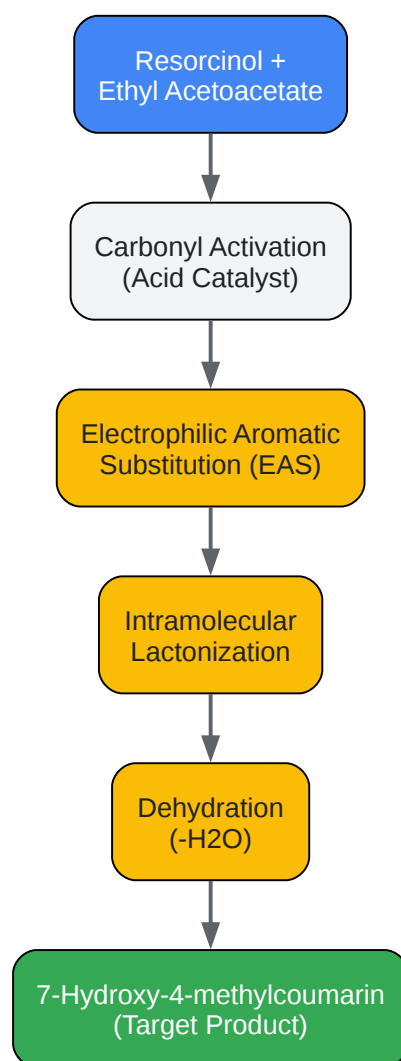 Resorcinol +
Ethyl Acetoacetate
Carbonyl Activation
(Acid Catalyst)
Electrophilic Aromatic
Substitution (EAS)
Intramolecular
Lactonization
Dehydration
(-H2O)
7-Hydroxy-4-methylcoumarin
(Target Product)